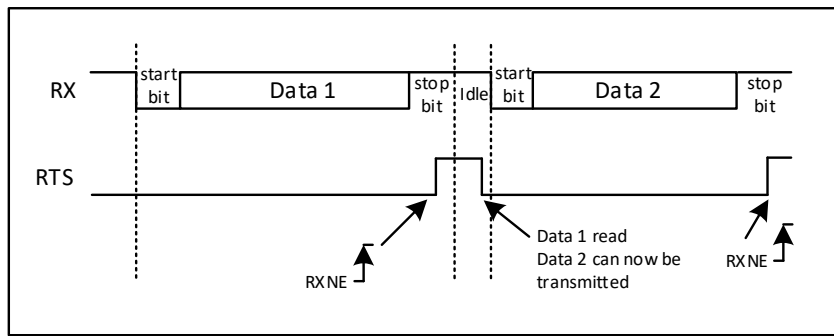 RX
start
bit
Data 1
stop
bit
Idle
start
bit
Data 2
stop
bit
RTS
RXNE
Data 1 read
Data 2 can now be
transmitted
RXNE